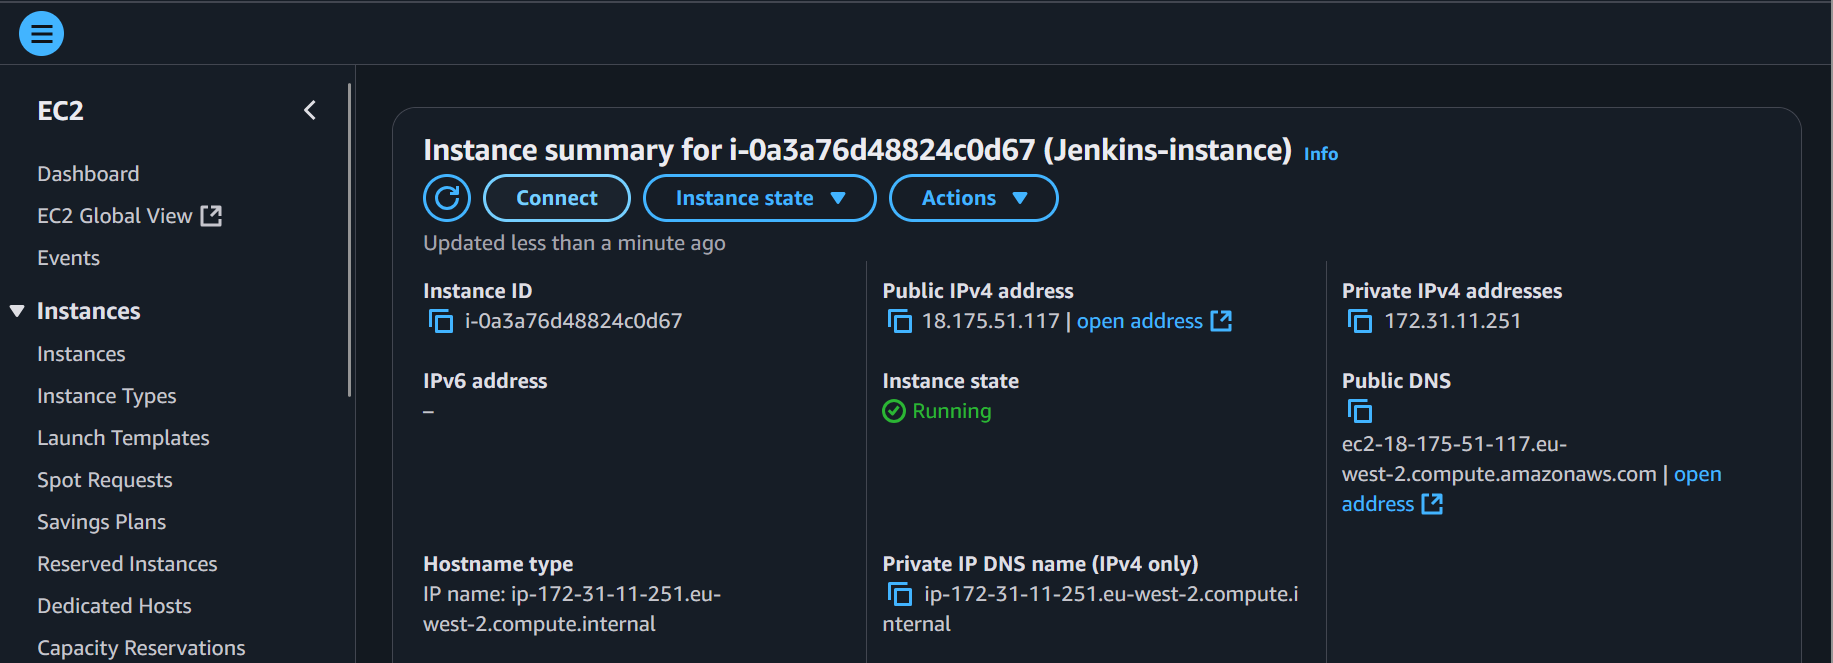 EC2
Dashboard
EC2 Global View
Events
Instances
Instances
Instance Types
Launch Templates
Spot Requests
Savings Plans
Reserved Instances
Dedicated Hosts
Capacity Reservations
Instance summary for i-0a3a76d48824c0d67 (Jenkins-instance) Info
Connect Instance state Actions
Updated less than a minute ago
Instance ID
i-0a3a76d48824c0d67
Public IPv4 address
18.175.51.117 | open address
Private IPv4 addresses
172.31.11.251
IPv6 address
–
Instance state
Running
Public DNS
ec2-18-175-51-117.eu-
west-2.compute.amazonaws.com | open
address
Hostname type
IP name: ip-172-31-11-251.eu-
west-2.compute.internal
Private IP DNS name (IPv4 only)
ip-172-31-11-251.eu-west-2.compute.i
nternal